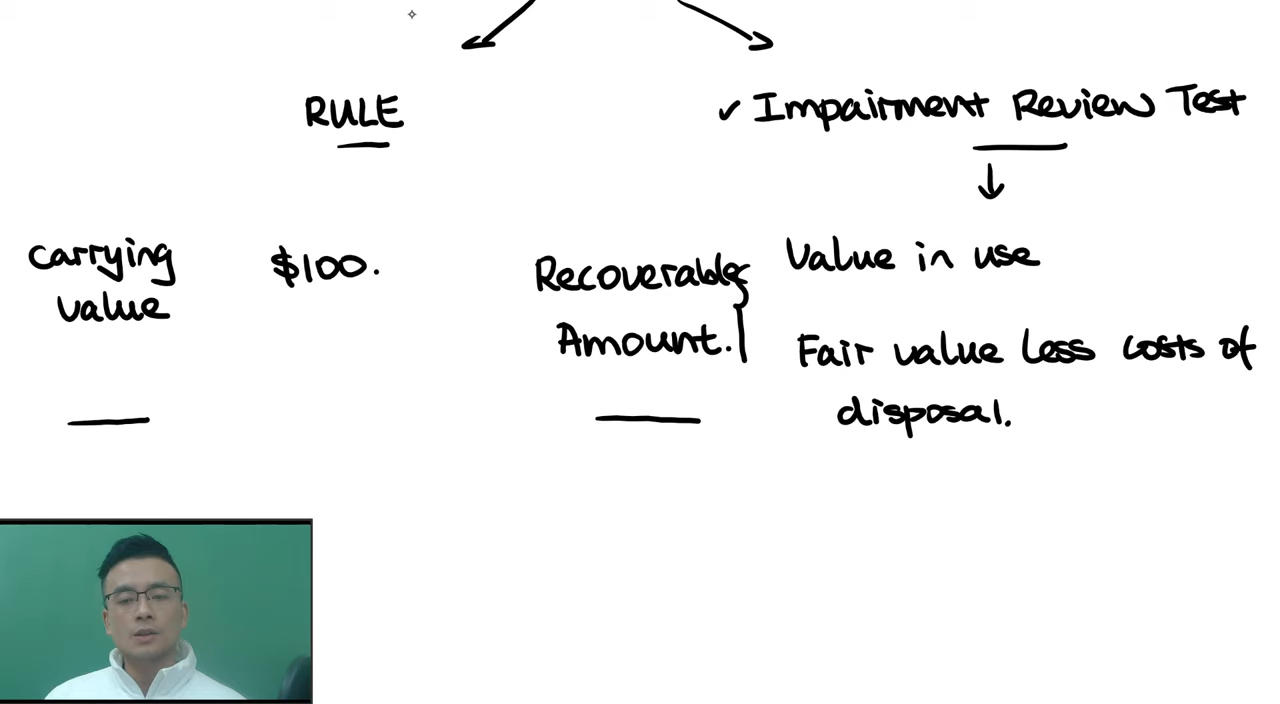 RULE
✓ Impairment Review Test
Carrying
value
$100.
Recoverable
Amount.
Value in use
Fair value less costs of
disposal.